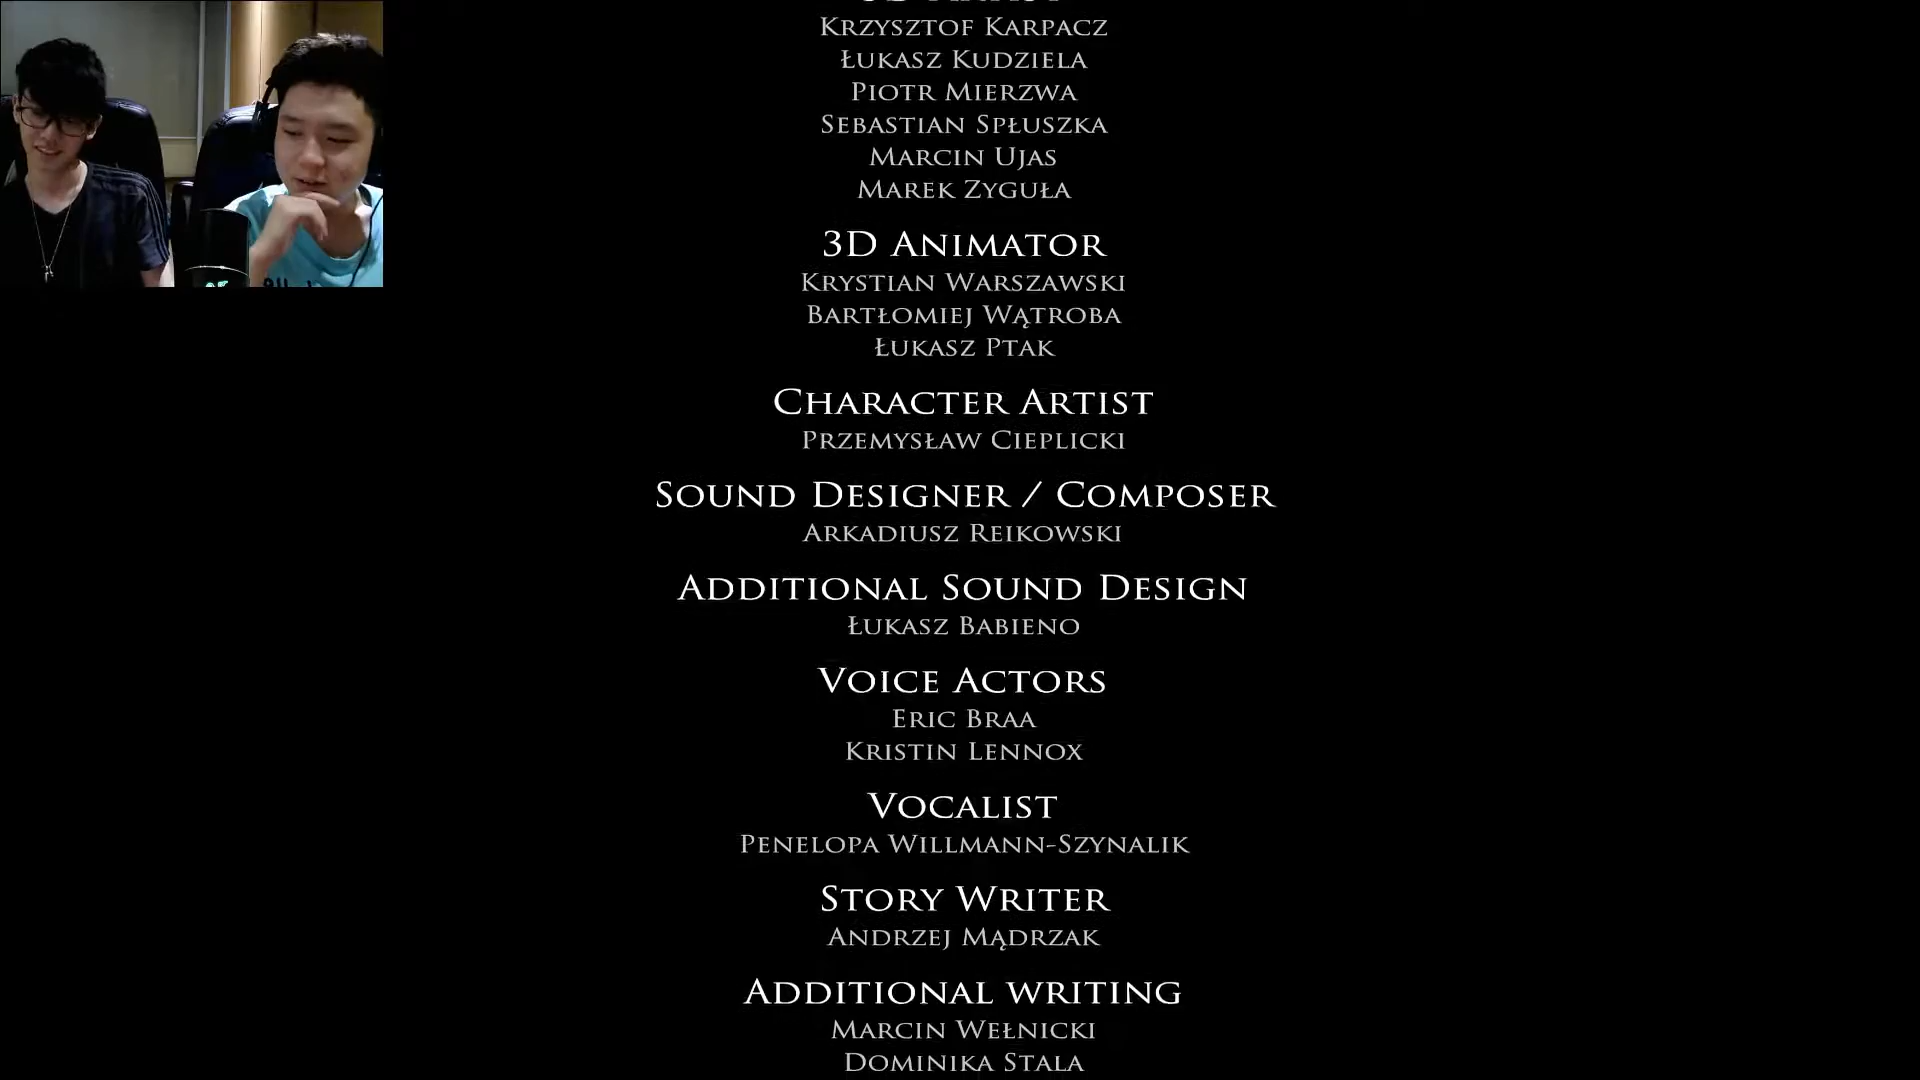 Krzysztof Karpacz
Łukasz Kudziela
Piotr Mierzwa
Sebastian Spłuszka
Marcin Ujas
Marek Zyguła
3D Animator
Krystian Warszawski
Bartłomiej Wątroba
Łukasz Ptak
Character Artist
Przemysław Cieplicki
Sound Designer / Composer
Arkadiusz Reikowski
Additional Sound Design
Łukasz Babieno
Voice Actors
Eric Braa
Kristin Lennox
Vocalist
Penelopa Willmann-Szynalik
Story Writer
Andrzej Mądrzak
Additional writing
Marcin Wełnicki
Dominika Stala